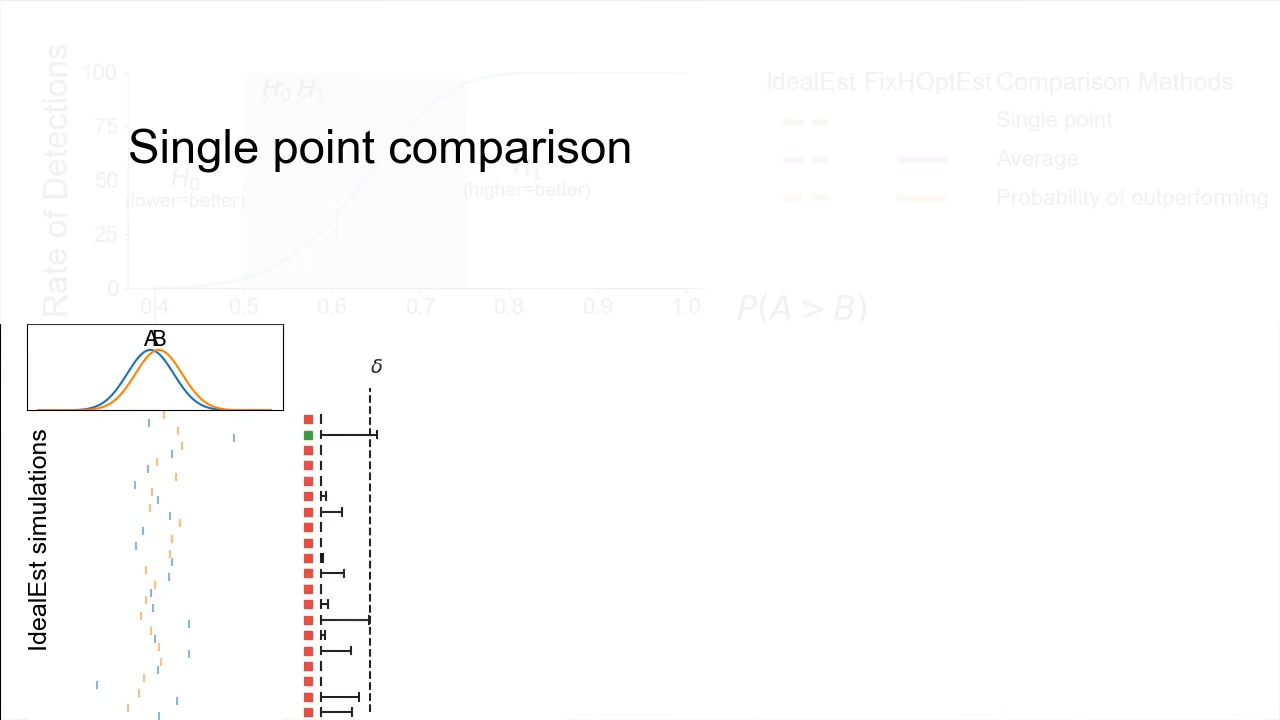 Rate of Detections
100
75
50
25
0
H₀ H₁
H₀
(lower=better)
H₁
(higher=better)
0.4 0.5 0.6 0.7 0.8 0.9 1.0
P(A > B)
IdealEst FixHOptEst Comparison Methods
Single point
Average
Probability of outperforming
Single point comparison
A B
δ
IdealEst simulations